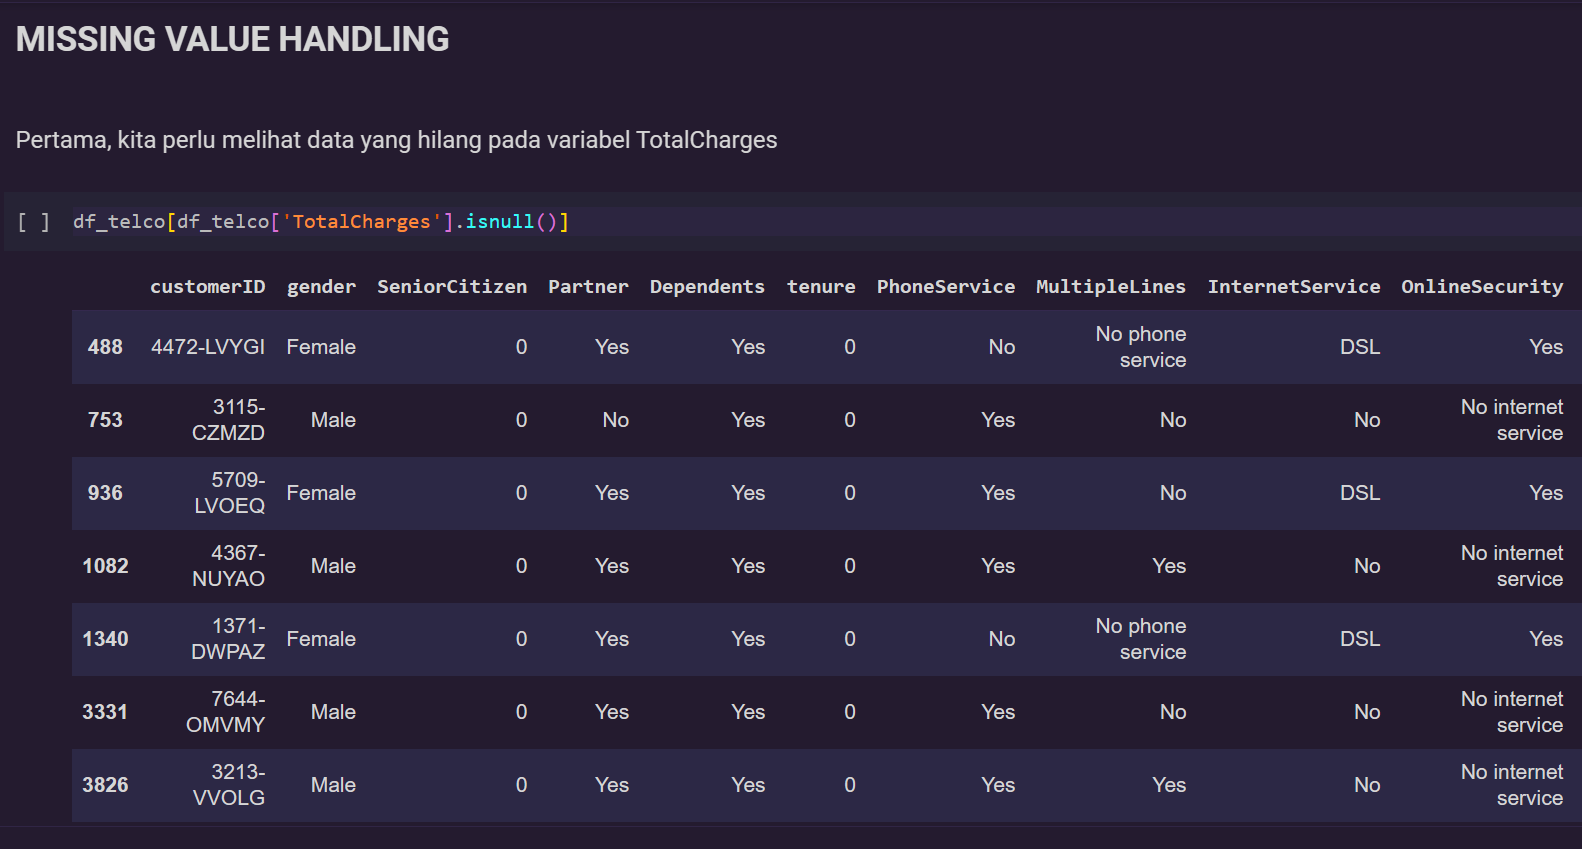 MISSING VALUE HANDLING
Pertama, kita perlu melihat data yang hilang pada variabel TotalCharges
[ ] df_telco[df_telco['TotalCharges'].isnull()]
customerID gender SeniorCitizen Partner Dependents tenure PhoneService MultipleLines InternetService OnlineSecurity
488 4472-LVYGI Female 0 Yes Yes 0 No No phone service DSL Yes
753 3115-CZMZD Male 0 No Yes 0 Yes No No No internet service
936 5709-LVOEQ Female 0 Yes Yes 0 Yes No DSL Yes
1082 4367-NUYAO Male 0 Yes Yes 0 Yes Yes No No internet service
1340 1371-DWPAZ Female 0 Yes Yes 0 No No phone service DSL Yes
3331 7644-OMVMY Male 0 Yes Yes 0 Yes No No No internet service
3826 3213-VVOLG Male 0 Yes Yes 0 Yes Yes No No internet service